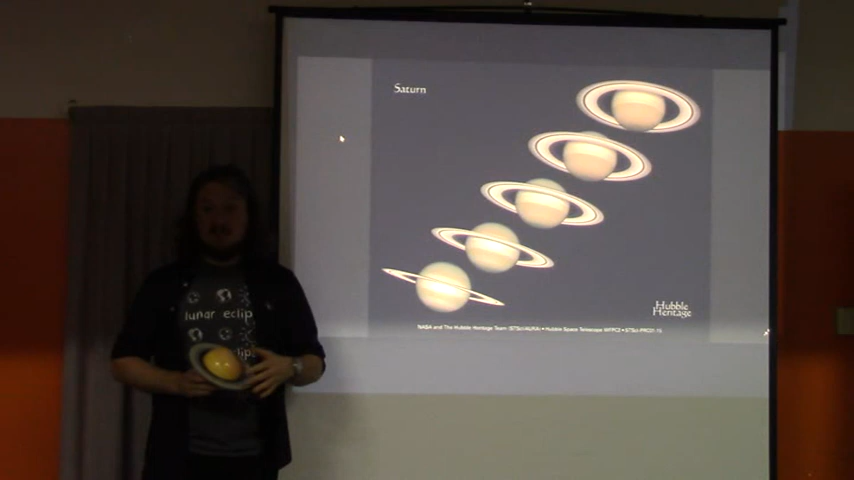 Saturn
Hubble
Heritage
NASA and The Hubble Heritage Team (STScI/AURA) • Hubble Space Telescope WFPC2 • STScI-PRC01-15
lunar eclip